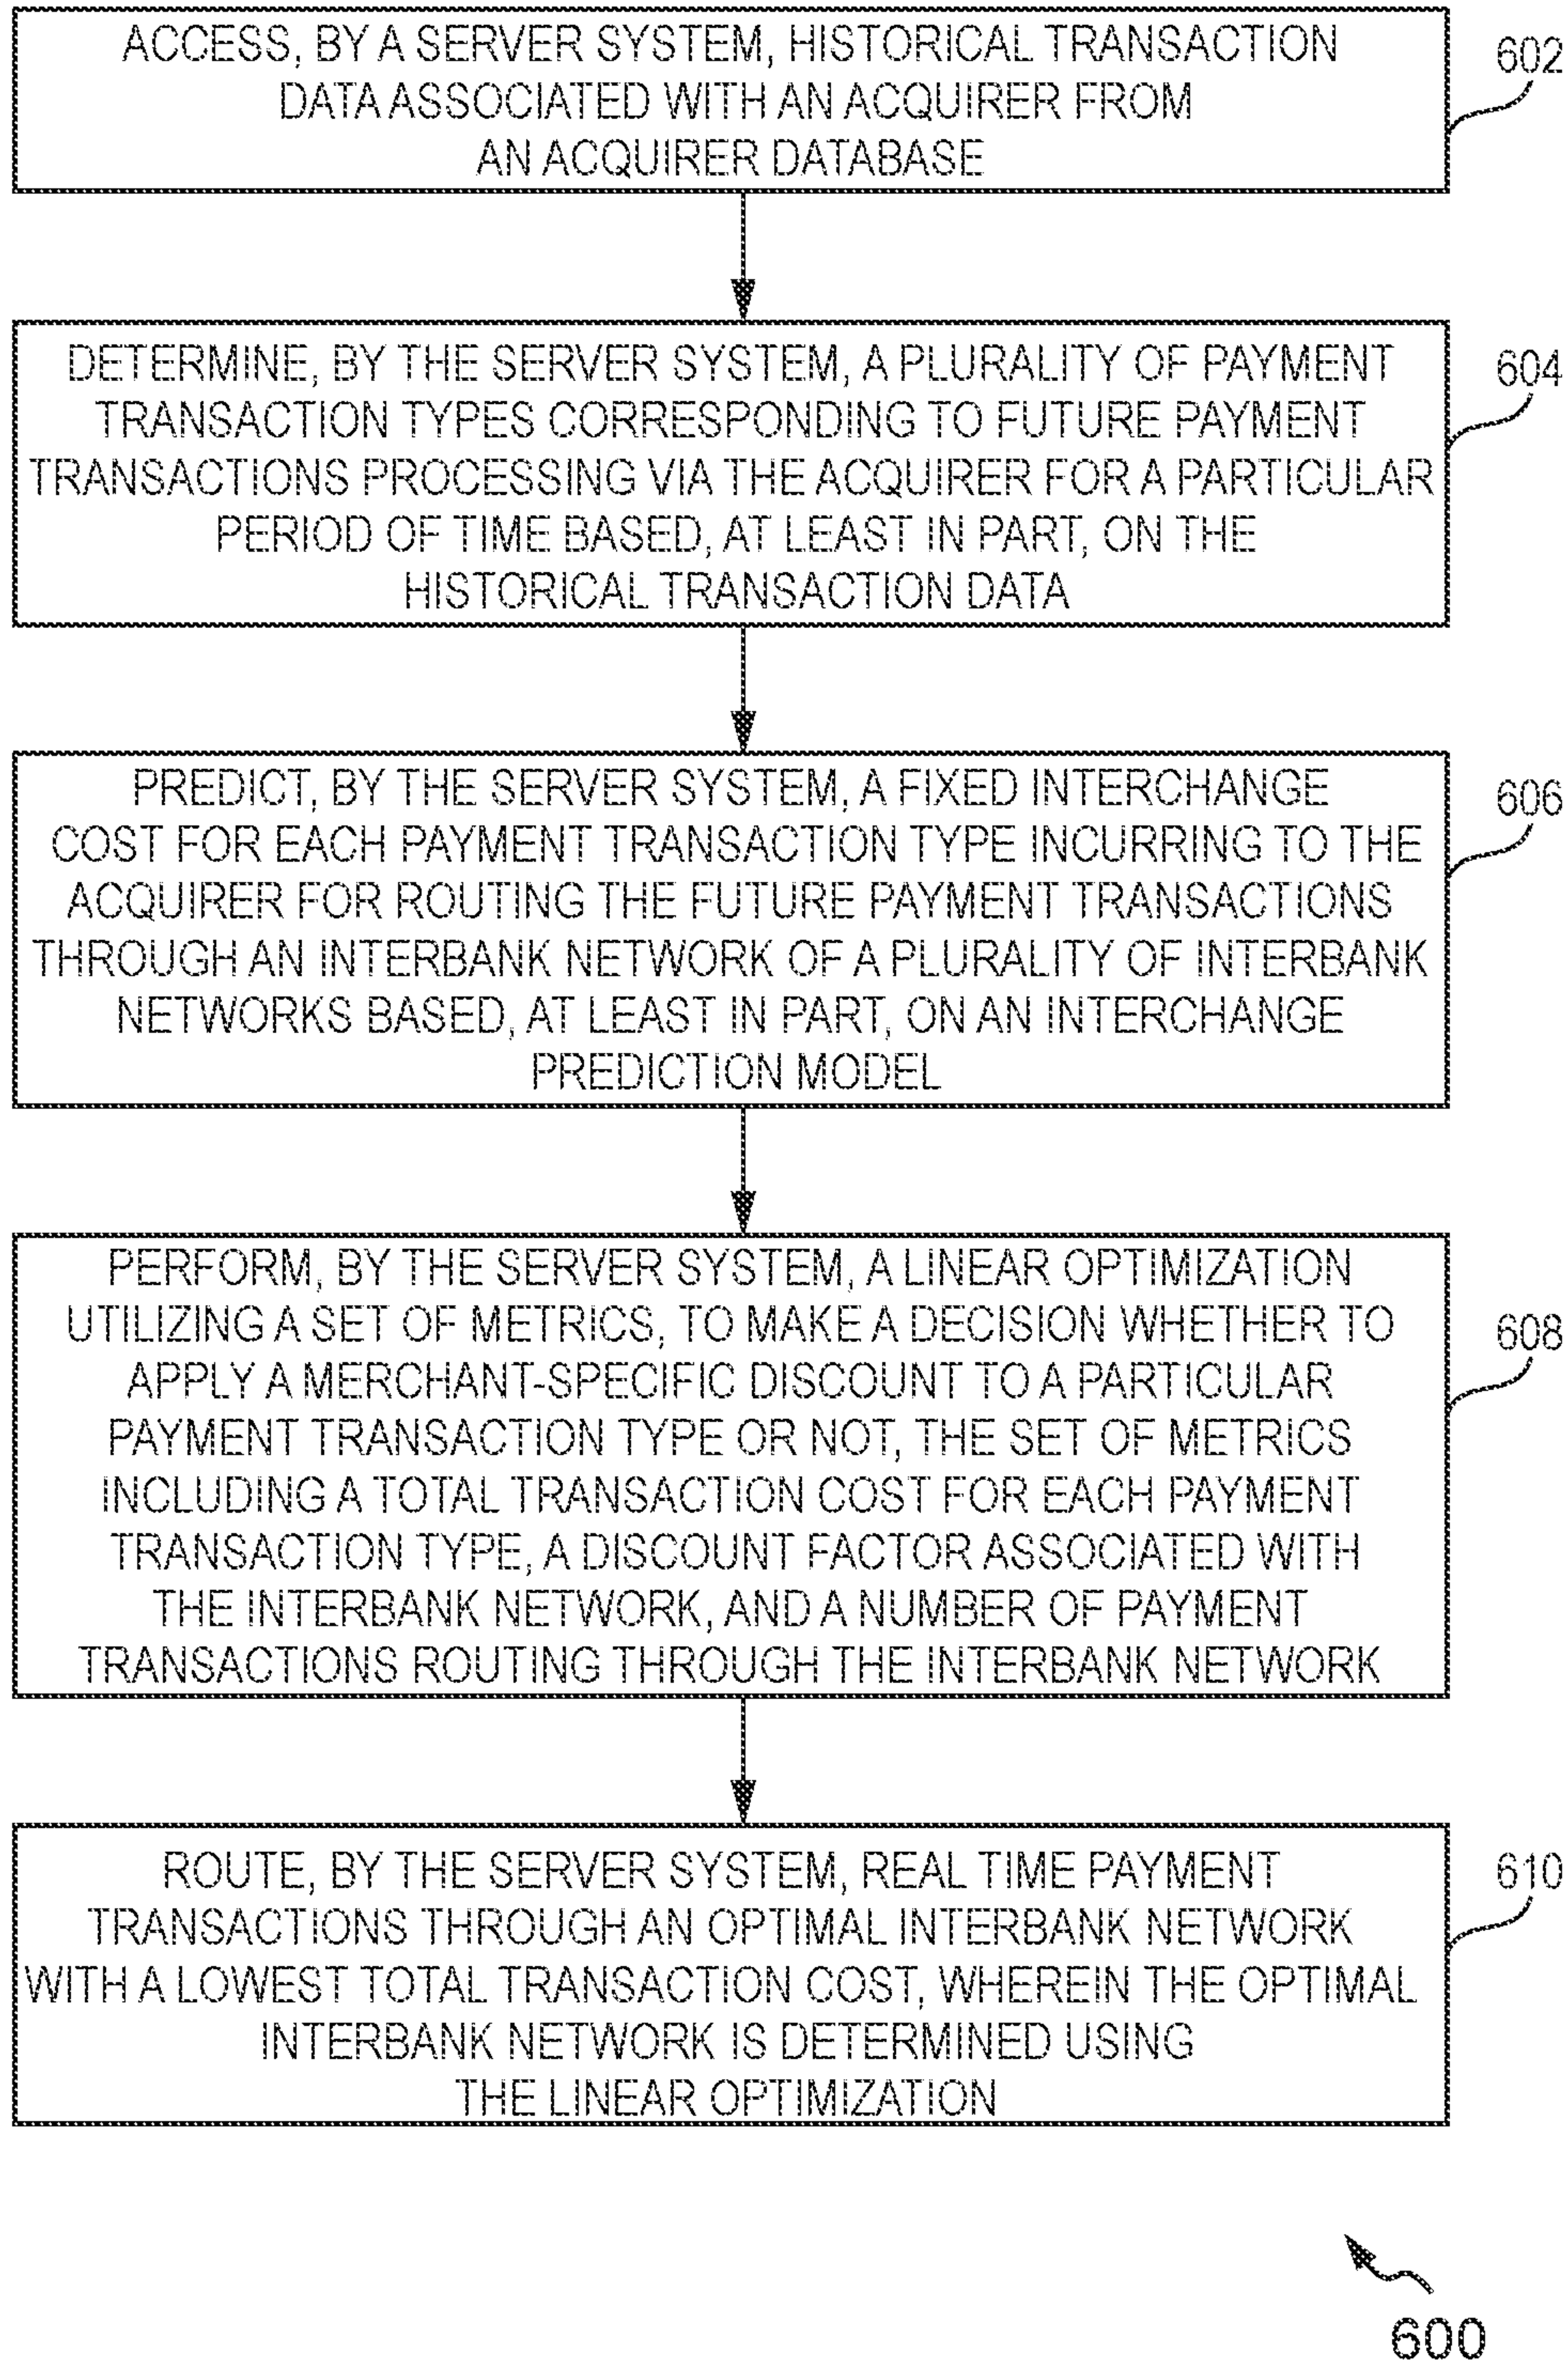 ACCESS, BY A SERVER SYSTEM, HISTORICAL TRANSACTION
DATA ASSOCIATED WITH AN ACQUIRER FROM
AN ACQUIRER DATABASE
602
DETERMINE, BY THE SERVER SYSTEM, A PLURALITY OF PAYMENT
TRANSACTION TYPES CORRESPONDING TO FUTURE PAYMENT
TRANSACTIONS PROCESSING VIA THE ACQUIRER FOR A PARTICULAR
PERIOD OF TIME BASED, AT LEAST IN PART, ON THE
HISTORICAL TRANSACTION DATA
604
PREDICT, BY THE SERVER SYSTEM, A FIXED INTERCHANGE
COST FOR EACH PAYMENT TRANSACTION TYPE INCURRING TO THE
ACQUIRER FOR ROUTING THE FUTURE PAYMENT TRANSACTIONS
THROUGH AN INTERBANK NETWORK OF A PLURALITY OF INTERBANK
NETWORKS BASED, AT LEAST IN PART, ON AN INTERCHANGE
PREDICTION MODEL
606
PERFORM, BY THE SERVER SYSTEM, A LINEAR OPTIMIZATION
UTILIZING A SET OF METRICS, TO MAKE A DECISION WHETHER TO
APPLY A MERCHANT-SPECIFIC DISCOUNT TO A PARTICULAR
PAYMENT TRANSACTION TYPE OR NOT, THE SET OF METRICS
INCLUDING A TOTAL TRANSACTION COST FOR EACH PAYMENT
TRANSACTION TYPE, A DISCOUNT FACTOR ASSOCIATED WITH
THE INTERBANK NETWORK, AND A NUMBER OF PAYMENT
TRANSACTIONS ROUTING THROUGH THE INTERBANK NETWORK
608
ROUTE, BY THE SERVER SYSTEM, REAL TIME PAYMENT
TRANSACTIONS THROUGH AN OPTIMAL INTERBANK NETWORK
WITH A LOWEST TOTAL TRANSACTION COST, WHEREIN THE OPTIMAL
INTERBANK NETWORK IS DETERMINED USING
THE LINEAR OPTIMIZATION
610
600